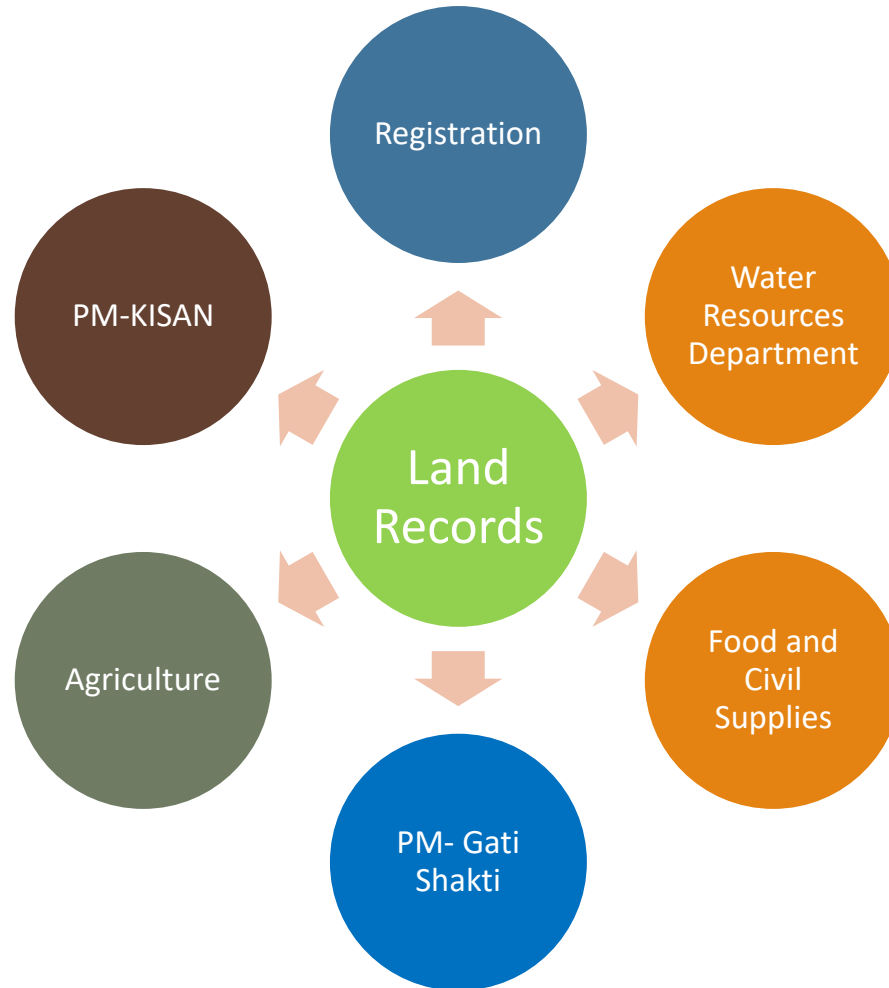 Registration
PM-KISAN
Water
Resources
Department
Land
Records
Agriculture
Food and
Civil
Supplies
PM- Gati
Shakti